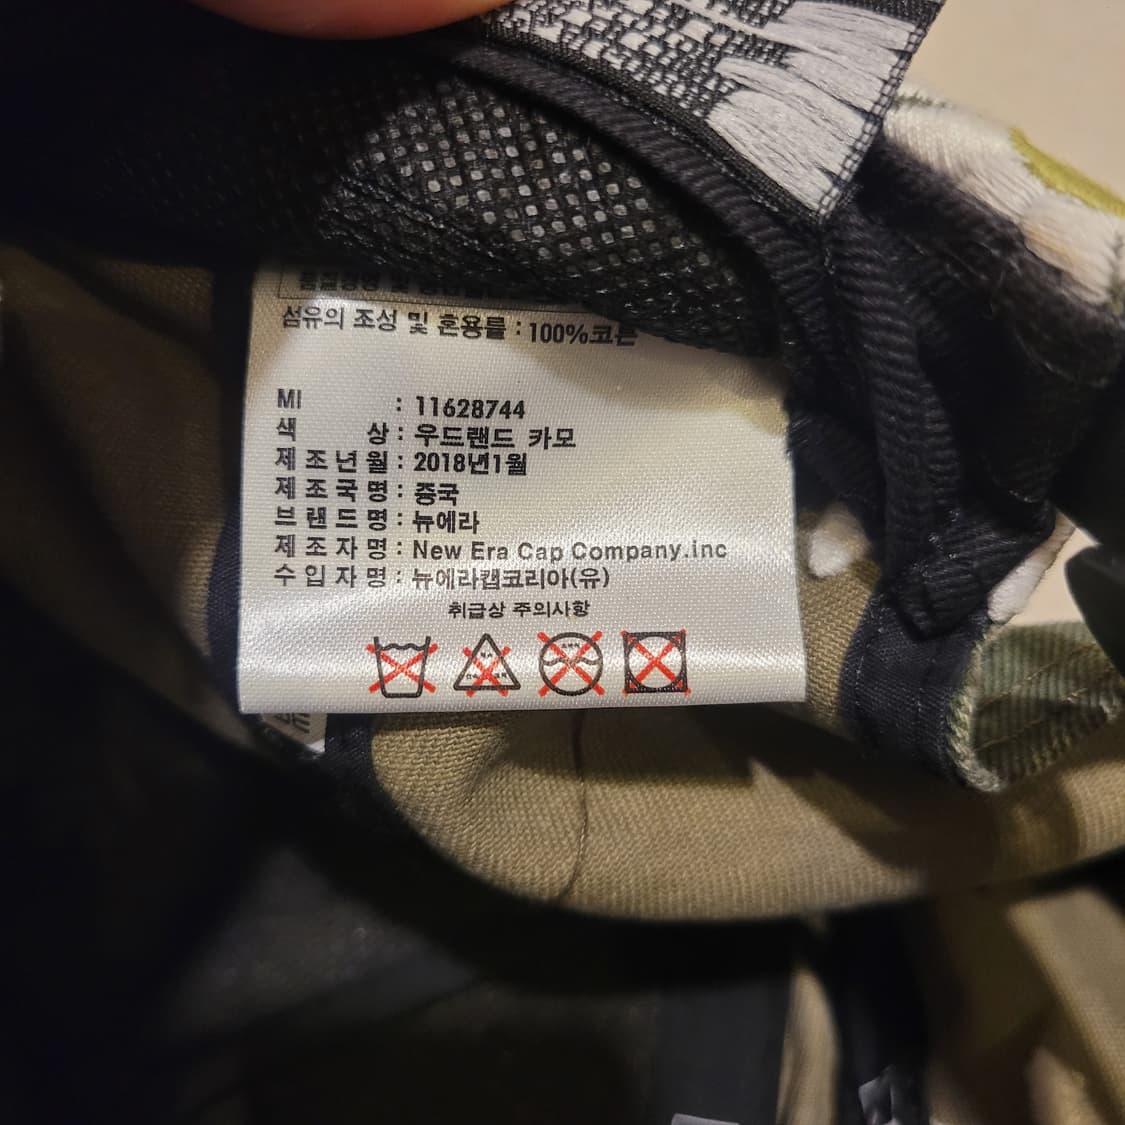 섬유의 조성 및 혼용률 : 100%코튼
MI : 11628744
색 상 : 우드랜드 카모
제 조 년 월 : 2018년1월
제 조 국 명 : 중국
브 랜 드 명 : 뉴에라
제 조 자 명 : New Era Cap Company.inc
수 입 자 명 : 뉴에라캡코리아(유)
취급상 주의사항